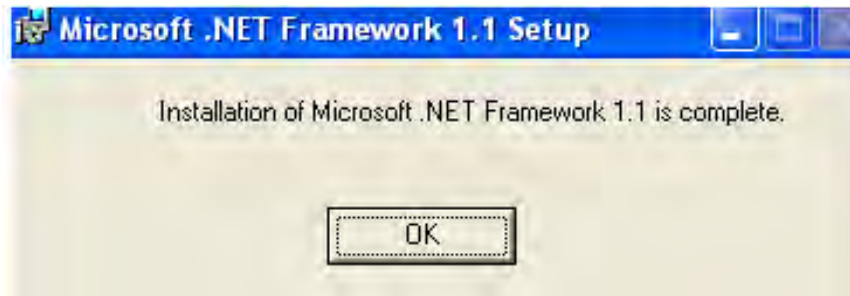 Microsoft .NET Framework 1.1 Setup
Installation of Microsoft .NET Framework 1.1 is complete.
OK